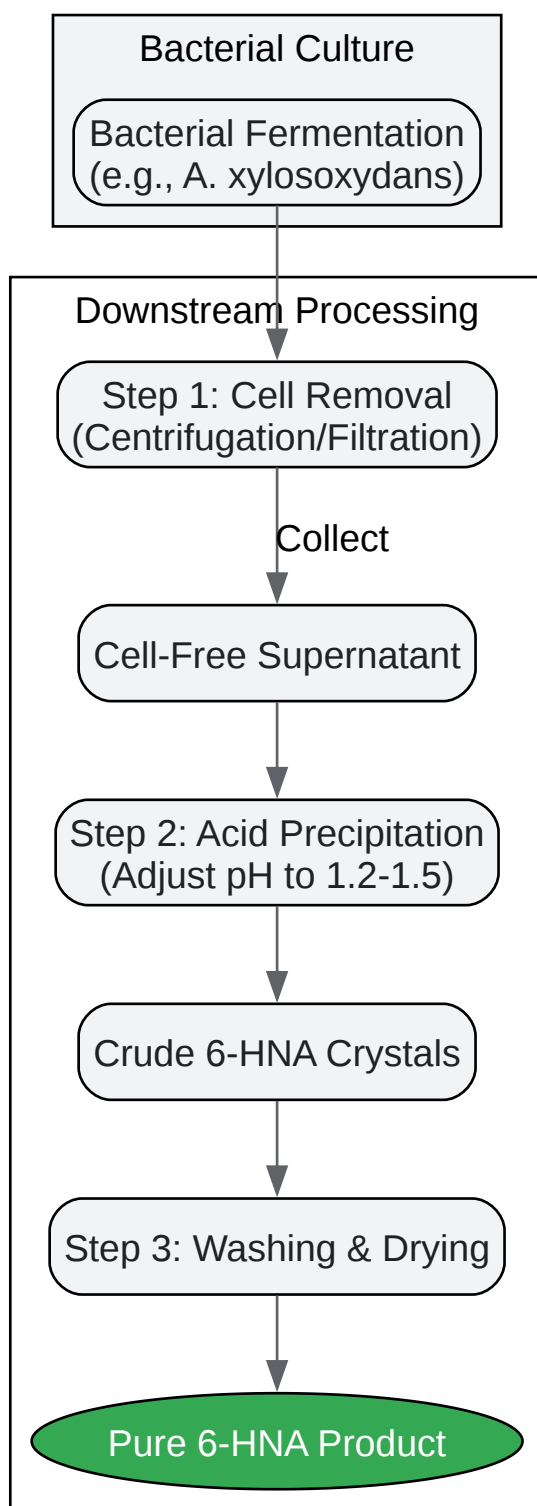 Bacterial Culture
Bacterial Fermentation
(e.g., A. xylosoxydans)
Downstream Processing
Step 1: Cell Removal
(Centrifugation/Filtration)
Collect
Cell-Free Supernatant
Step 2: Acid Precipitation
(Adjust pH to 1.2-1.5)
Crude 6-HNA Crystals
Step 3: Washing & Drying
Pure 6-HNA Product